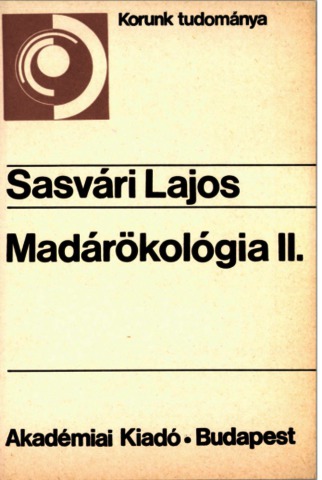 Korunk tudománya
Sasvári Lajos
Madárökológia II.
Akadémiai Kiadó • Budapest